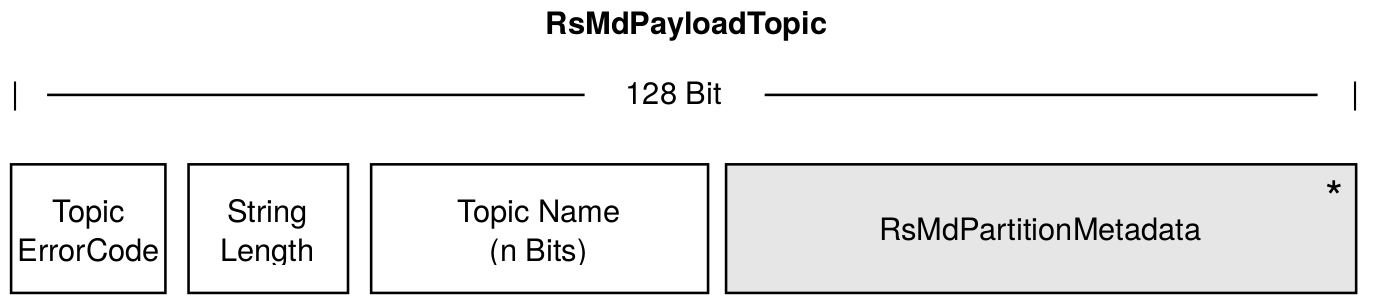 RsMdPayloadTopic
128 Bit
Topic
ErrorCode
String
Length
Topic Name
(n Bits)
*
RsMdPartitionMetadata